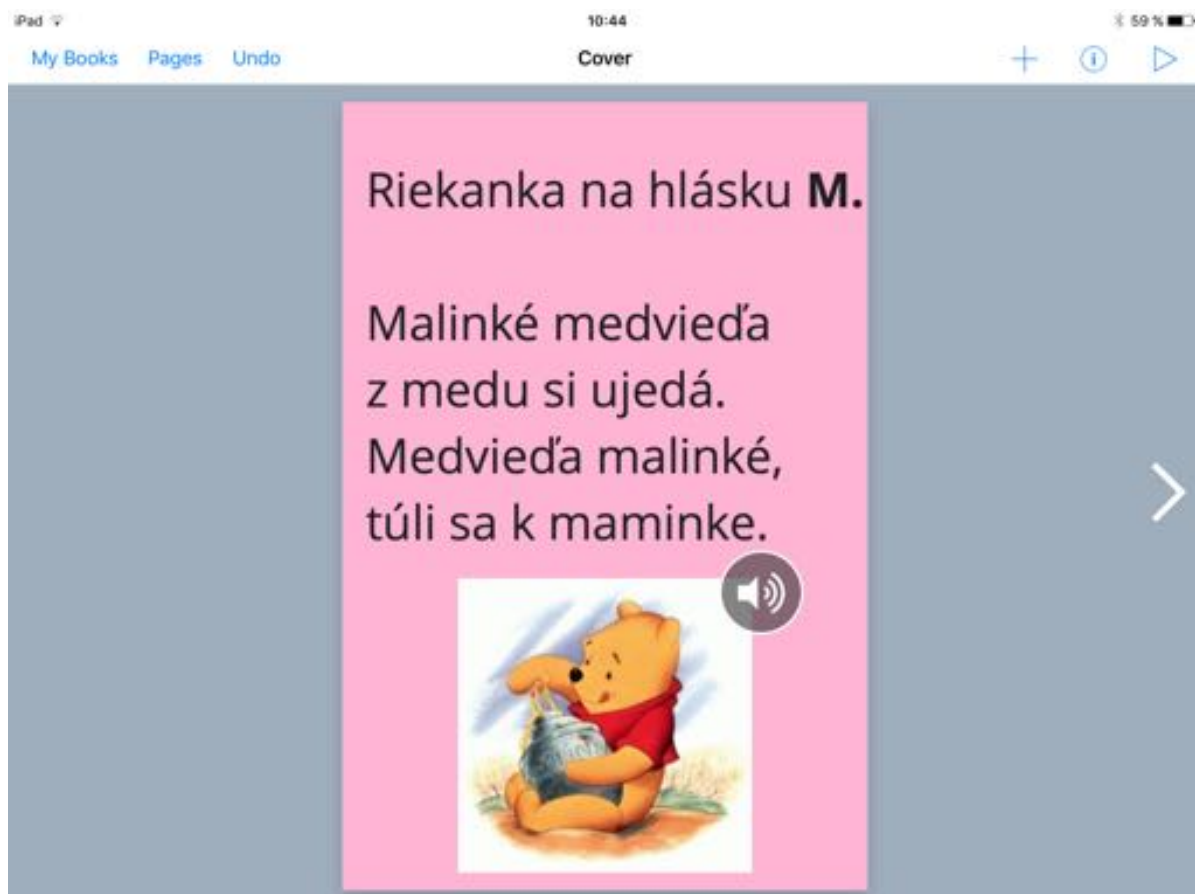 iPad 10:44 59 %
My Books Pages Undo Cover
Riekanka na hlásku M.
Malinké medvieďa
z medu si ujedá.
Medvieďa malinké,
túli sa k maminke.